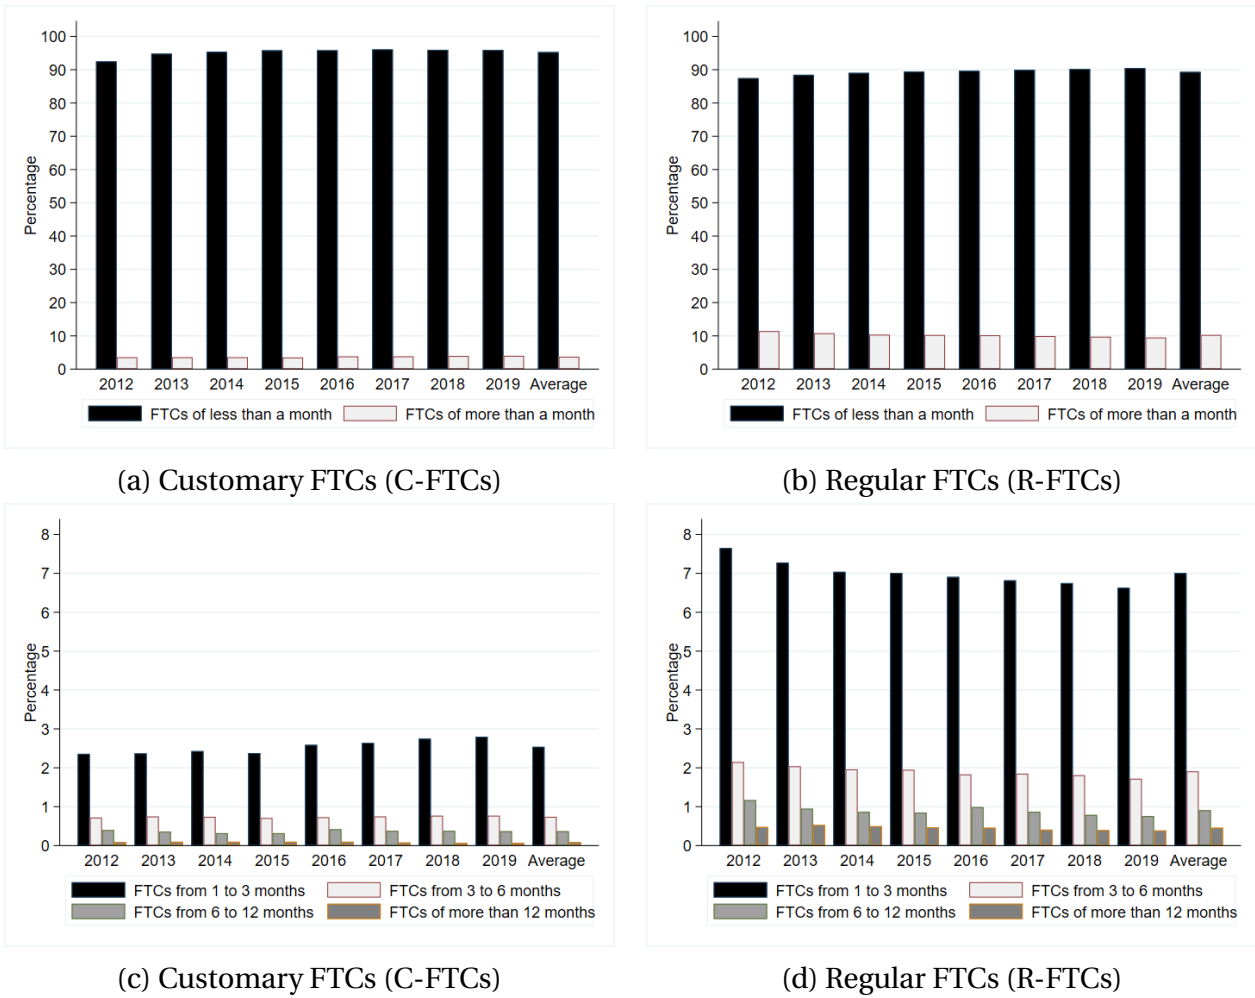 100
90
80
70
60
50
40
30
20
10
0
Percentage
2012 2013 2014 2015 2016 2017 2018 2019 Average
FTCs of less than a month FTCs of more than a month
(a) Customary FTCs (C-FTCs)
100
90
80
70
60
50
40
30
20
10
0
Percentage
2012 2013 2014 2015 2016 2017 2018 2019 Average
FTCs of less than a month FTCs of more than a month
(b) Regular FTCs (R-FTCs)
8
7
6
5
4
3
2
1
0
Percentage
2012 2013 2014 2015 2016 2017 2018 2019 Average
FTCs from 1 to 3 months FTCs from 3 to 6 months
FTCs from 6 to 12 months FTCs of more than 12 months
(c) Customary FTCs (C-FTCs)
8
7
6
5
4
3
2
1
0
Percentage
2012 2013 2014 2015 2016 2017 2018 2019 Average
FTCs from 1 to 3 months FTCs from 3 to 6 months
FTCs from 6 to 12 months FTCs of more than 12 months
(d) Regular FTCs (R-FTCs)